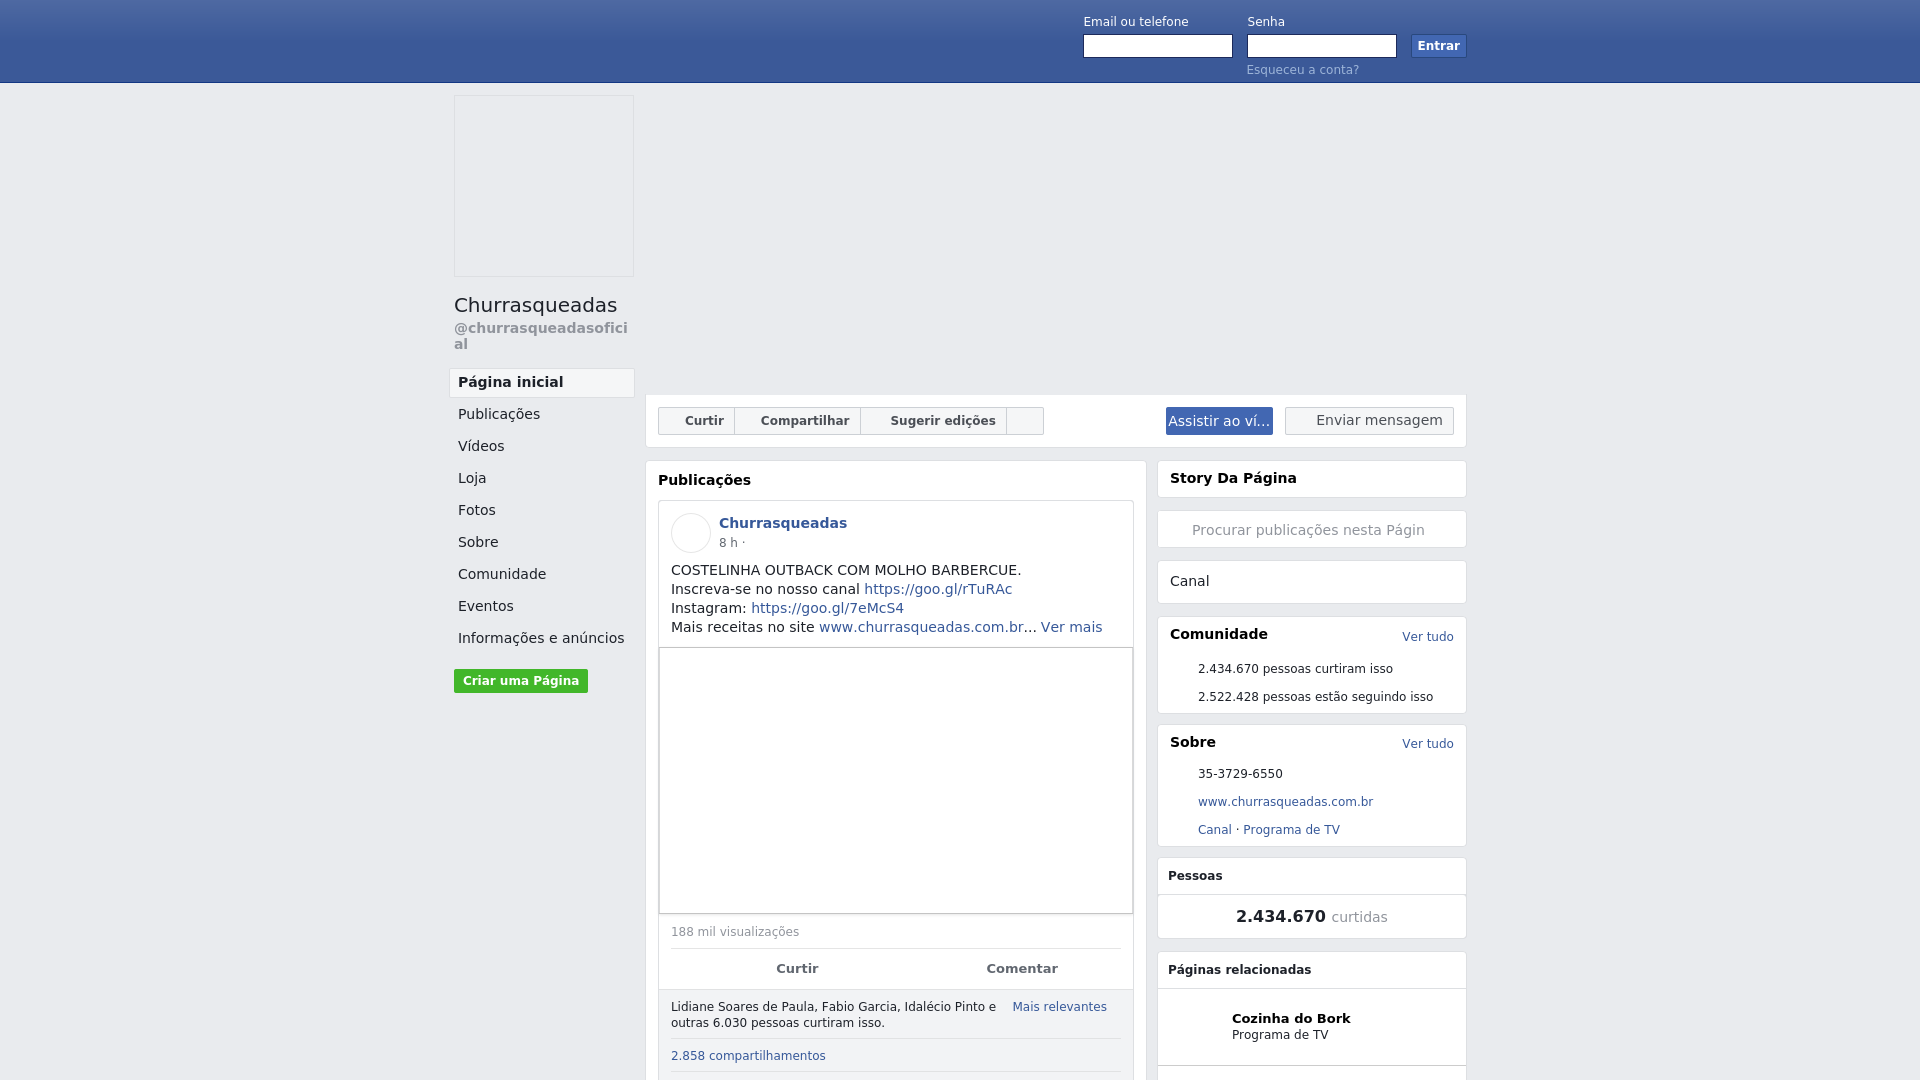 Email ou telefone
Senha
Entrar
Esqueceu a conta?
Churrasqueadas
@churrasqueadasofici
al
Página inicial
Publicações
Vídeos
Loja
Fotos
Sobre
Comunidade
Eventos
Informações e anúncios
Criar uma Página
Curtir
Compartilhar
Sugerir edições
Assistir ao ví...
Enviar mensagem
Publicações
Churrasqueadas
8 h ·
COSTELINHA OUTBACK COM MOLHO BARBERCUE.
Inscreva-se no nosso canal https://goo.gl/rTuRAc
Instagram: https://goo.gl/7eMcS4
Mais receitas no site www.churrasqueadas.com.br... Ver mais
188 mil visualizações
Curtir
Comentar
Lidiane Soares de Paula, Fabio Garcia, Idalécio Pinto e
outras 6.030 pessoas curtiram isso.
Mais relevantes
2.858 compartilhamentos
Story Da Página
Procurar publicações nesta Págin
Canal
Comunidade
Ver tudo
2.434.670 pessoas curtiram isso
2.522.428 pessoas estão seguindo isso
Sobre
Ver tudo
35-3729-6550
www.churrasqueadas.com.br
Canal · Programa de TV
Pessoas
2.434.670 curtidas
Páginas relacionadas
Cozinha do Bork
Programa de TV